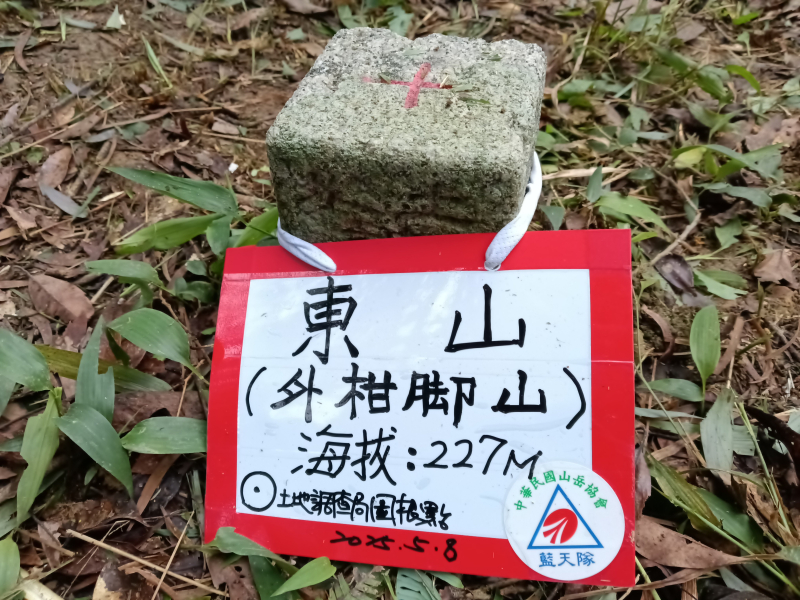 東 山
(外柑脚山)
海拔:227M
土地調查局圖根點
2025.5.8
中華民國山岳協會
藍天隊